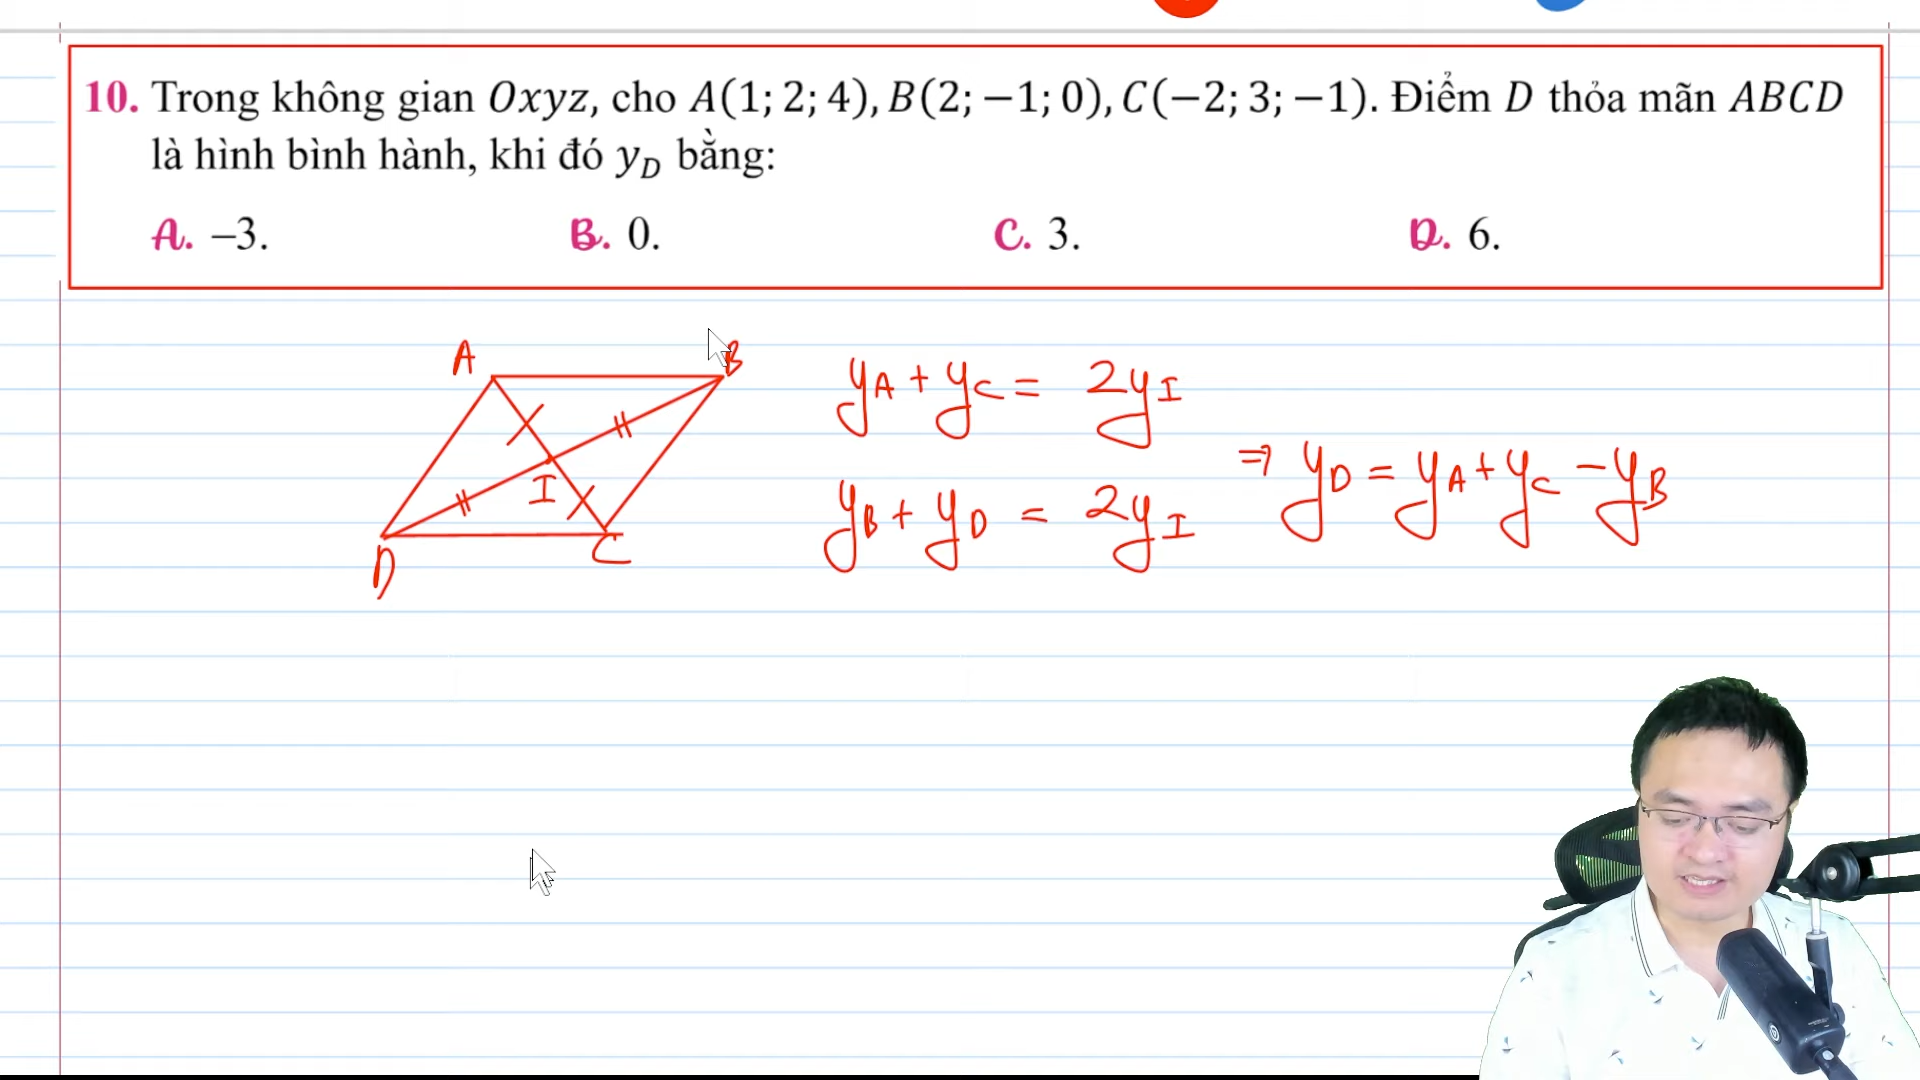 10. Trong không gian Oxyz, cho A(1; 2; 4), B(2; −1; 0), C(−2; 3; −1). Điểm D thỏa mãn ABCD
là hình bình hành, khi đó y_D bằng:
A. –3. B. 0. C. 3. D. 6.
A B
I
D C
y_A + y_C = 2y_I
y_B + y_D = 2y_I
⇒ y_D = y_A + y_C − y_B